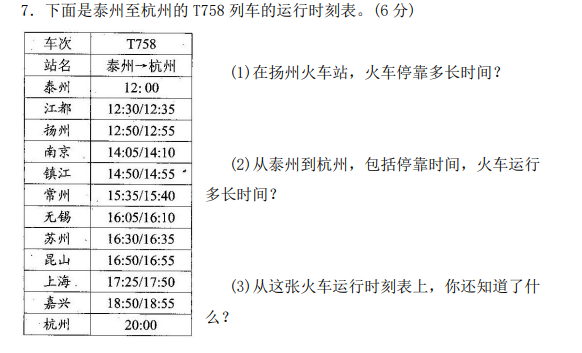 7．下面是泰州至杭州的 T758 列车的运行时刻表。(6 分)
车次 T758
站名 泰州→杭州
泰州 12：00
江都 12:30/12:35
扬州 12:50/12:55
南京 14:05/14:10
镇江 14:50/14:55
常州 15:35/15:40
无锡 16:05/16:10
苏州 16:30/16:35
昆山 16:50/16:55
上海 17:25/17:50
嘉兴 18:50/18:55
杭州 20:00
(1)在扬州火车站，火车停靠多长时间？
(2)从泰州到杭州，包括停靠时间，火车运行
多长时间？
(3)从这张火车运行时刻表上，你还知道了什
么？